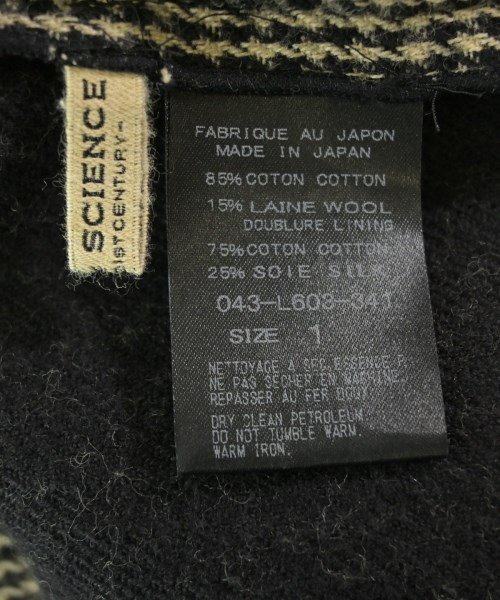 SCIENCE
FABRIQUE AU JAPON
MADE IN JAPAN
85% COTON COTTON
15% LAINE WOOL
DOUBLURE LINING
75% COTON COTTON
25% SOIE SILK
043-L603-341
SIZE 1
NETTOYAGE A SEC ESSENCE F.
NE PAS SECHER EN MACHINE.
REPASSER AU FER DOUX
DRY CLEAN PETROLEUM
DO NOT TUMBLE WARM.
WARM IRON.